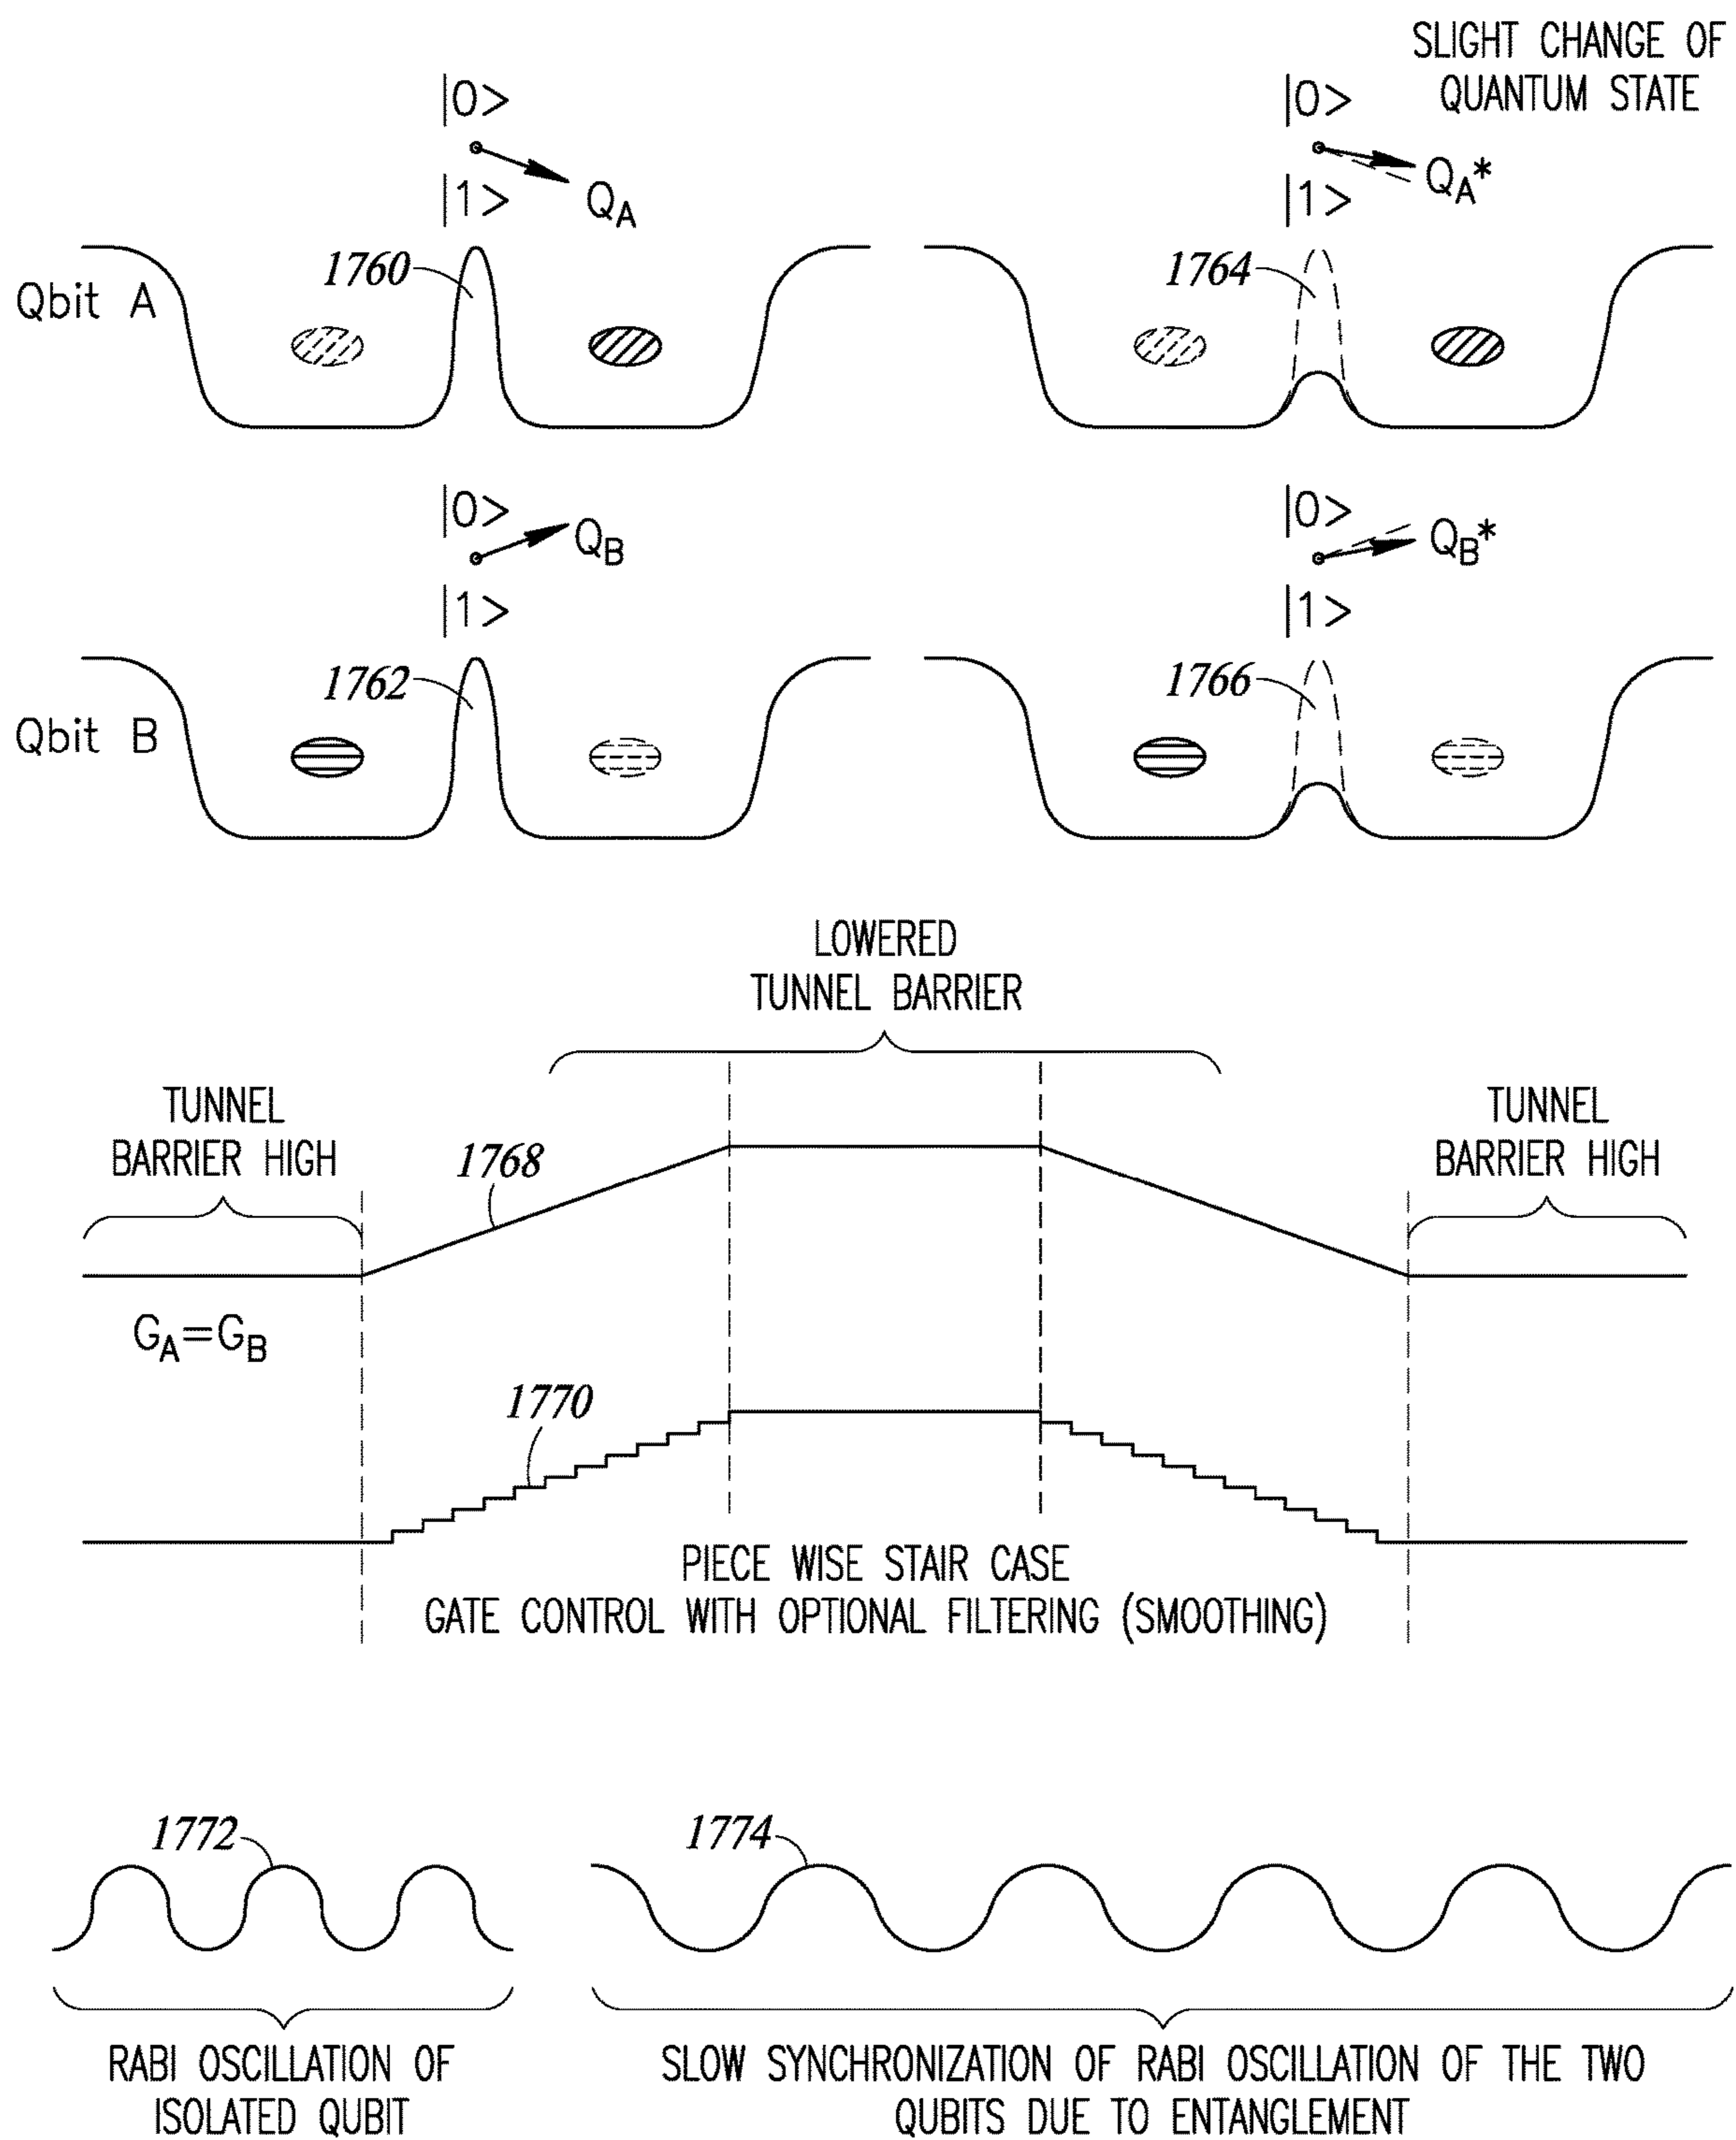 SLIGHT CHANGE OF
QUANTUM STATE
|0>
|1>
QA
|0>
|1>
QA*
1760
1764
Qbit A
|0>
|1>
QB
|0>
|1>
QB*
1762
1766
Qbit B
LOWERED
TUNNEL BARRIER
TUNNEL
BARRIER HIGH
1768
TUNNEL
BARRIER HIGH
GA=GB
1770
PIECE WISE STAIR CASE
GATE CONTROL WITH OPTIONAL FILTERING (SMOOTHING)
1772
1774
RABI OSCILLATION OF
ISOLATED QUBIT
SLOW SYNCHRONIZATION OF RABI OSCILLATION OF THE TWO
QUBITS DUE TO ENTANGLEMENT